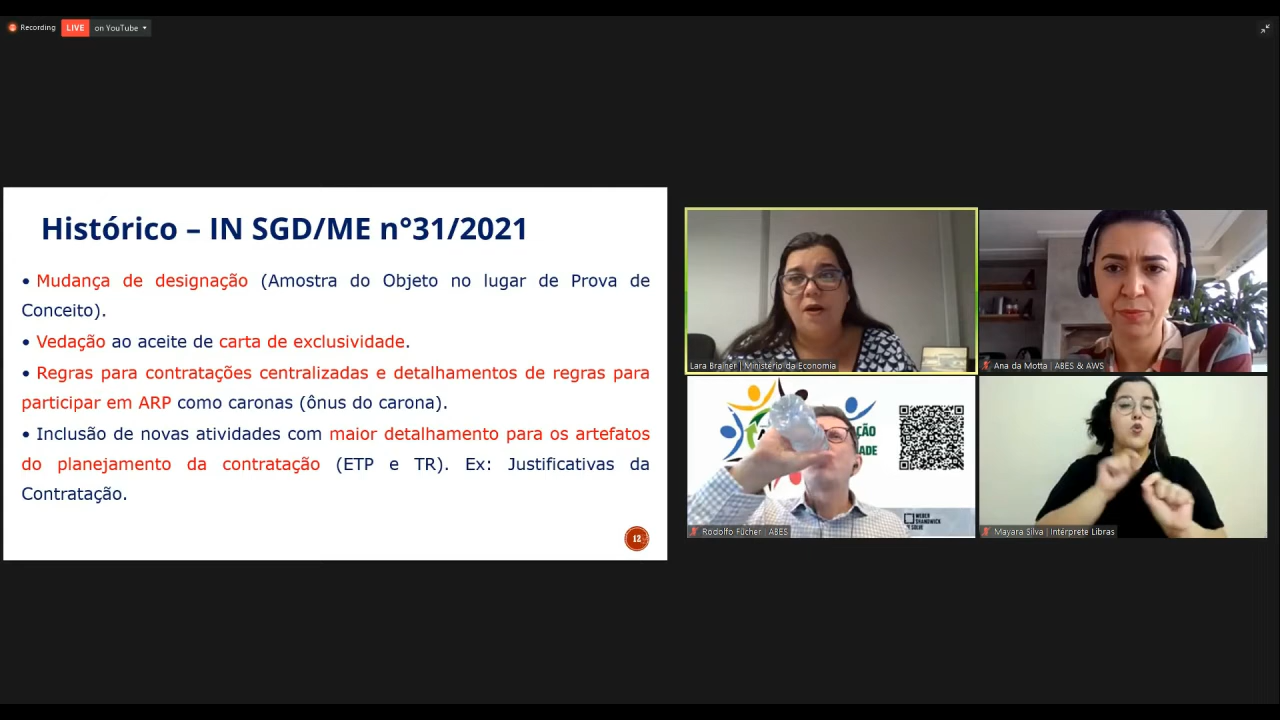 Recording
LIVE on YouTube
Histórico – IN SGD/ME n°31/2021
• Mudança de designação (Amostra do Objeto no lugar de Prova de
Conceito).
• Vedação ao aceite de carta de exclusividade.
• Regras para contratações centralizadas e detalhamentos de regras para
participar em ARP como caronas (ônus do carona).
• Inclusão de novas atividades com maior detalhamento para os artefatos
do planejamento da contratação (ETP e TR). Ex: Justificativas da
Contratação.
12
Lara Brainer | Ministério da Economia
Ana da Motta | ABES & AWS
AÇÃO
ADE
WEBER
SHANDWICK
Rodolfo Fücher | ABES
Mayara Silva | Intérprete Libras